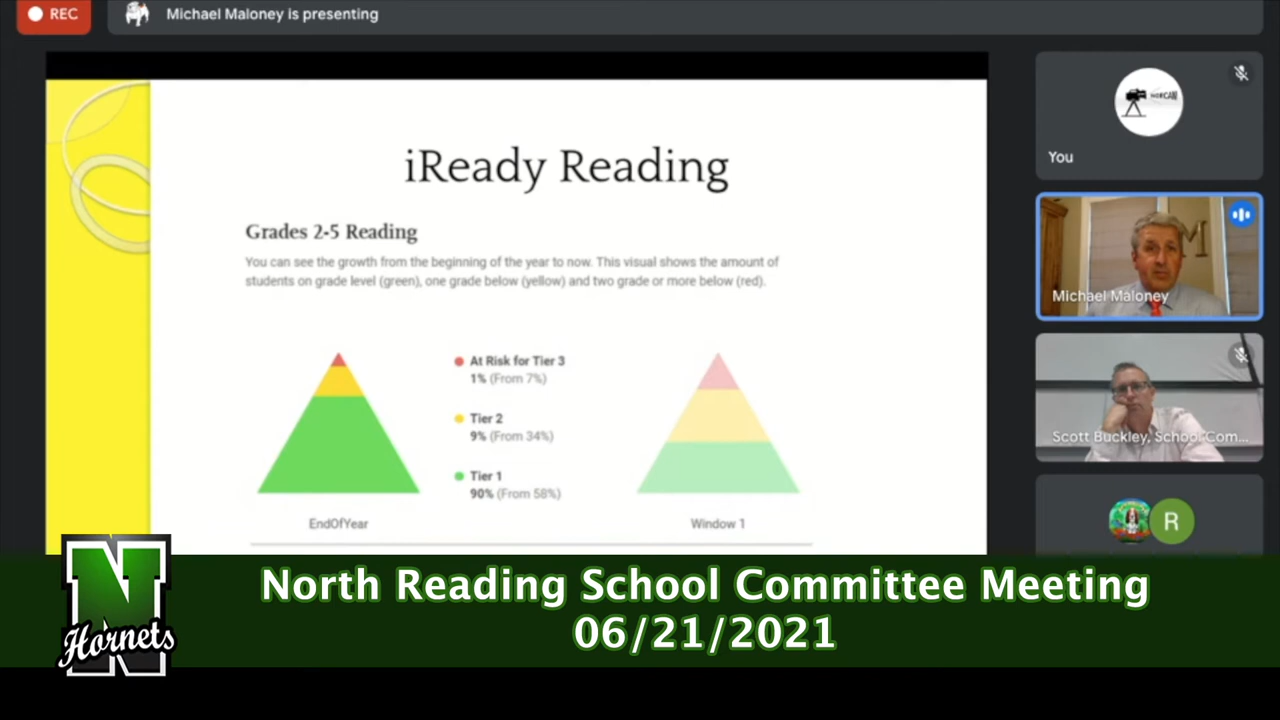 REC
Michael Maloney is presenting
iReady Reading
Grades 2-5 Reading
You can see the growth from the beginning of the year to now. This visual shows the amount of
students on grade level (green), one grade below (yellow) and two grade or more below (red).
At Risk for Tier 3
1% (From 7%)
Tier 2
9% (From 34%)
Tier 1
90% (From 58%)
EndOfYear
Window 1
NORCAM
You
M
Michael Maloney
Scott Buckley, School Com...
R
N
Hornets
North Reading School Committee Meeting
06/21/2021